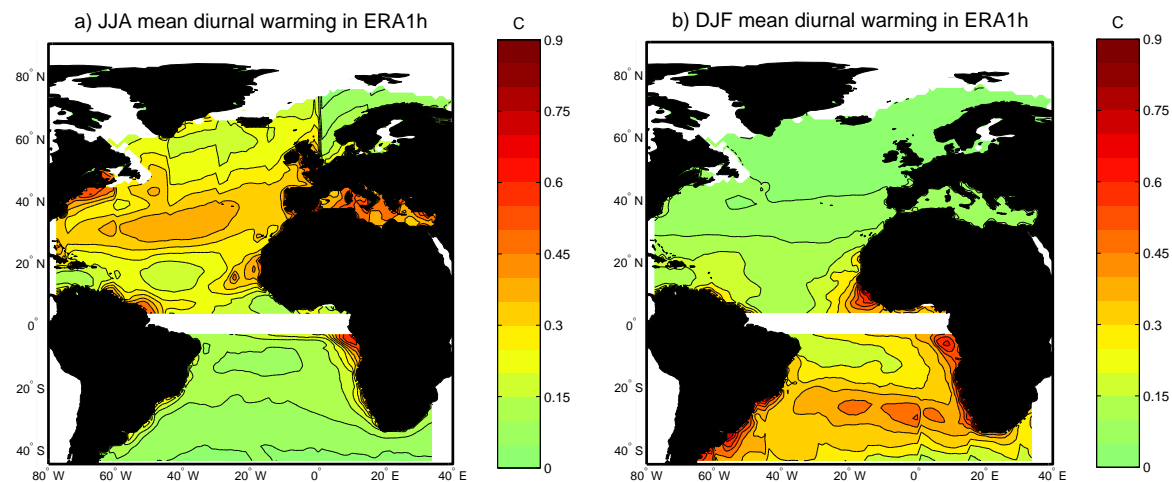 a) JJA mean diurnal warming in ERA1h
C
0.9
0.75
0.6
0.45
0.3
0.15
0
80° N
60° N
40° N
20° N
0°
20° S
40° S
80° W
60° W
40° W
20° W
0°
20° E
40° E
b) DJF mean diurnal warming in ERA1h
C
0.9
0.75
0.6
0.45
0.3
0.15
0
80° N
60° N
40° N
20° N
0°
20° S
40° S
80° W
60° W
40° W
20° W
0°
20° E
40° E